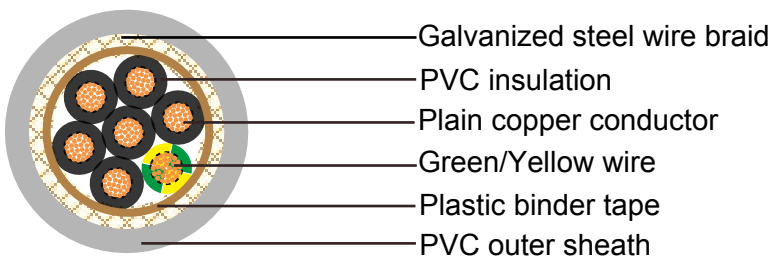 Galvanized steel wire braid
PVC insulation
Plain copper conductor
Green/Yellow wire
Plastic binder tape
PVC outer sheath